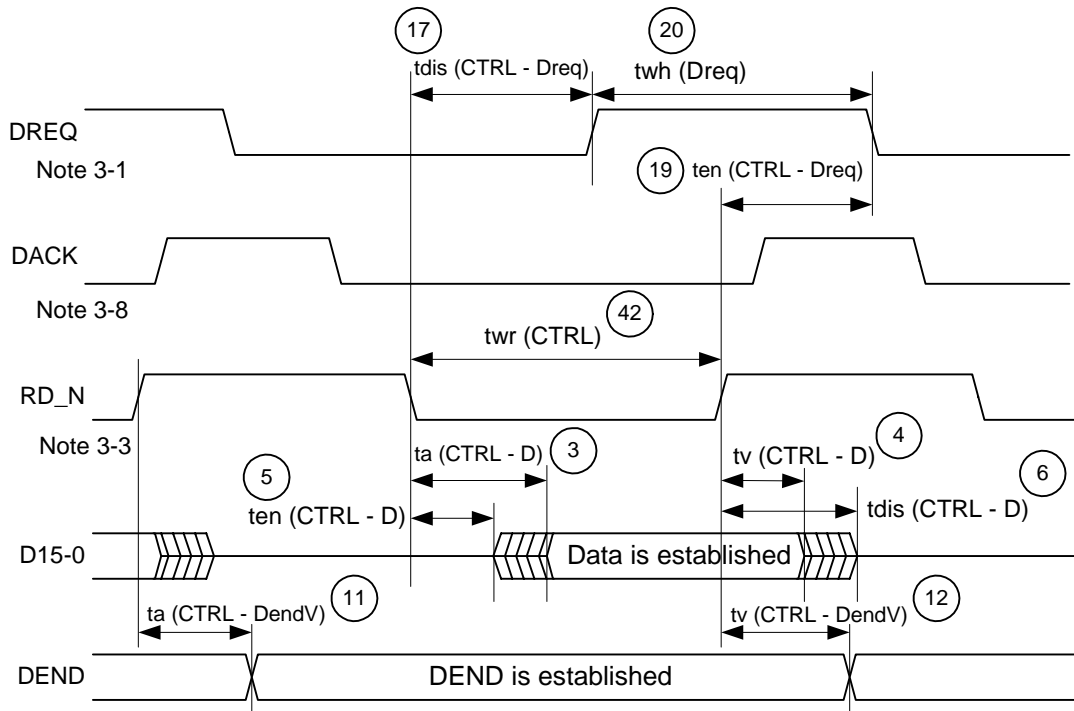 17
20
tdis (CTRL - Dreq)
twh (Dreq)
DREQ
Note 3-1
19
ten (CTRL - Dreq)
DACK
Note 3-8
42
twr (CTRL)
RD_N
Note 3-3
ta (CTRL - D)
3
tv (CTRL - D)
4
5
ten (CTRL - D)
tdis (CTRL - D)
6
D15-0
Data is established
ta (CTRL - DendV)
11
tv (CTRL - DendV)
12
DEND
DEND is established